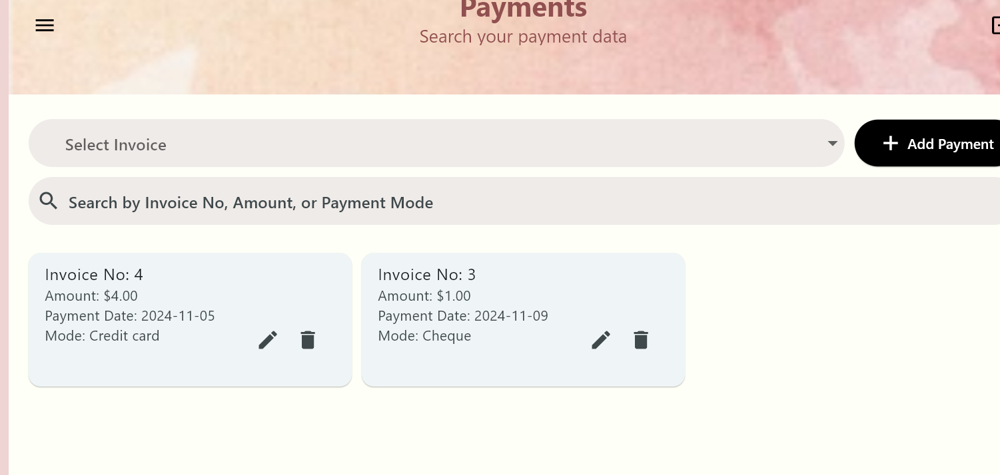 Payments
Search your payment data
Select Invoice
Add Payment
Search by Invoice No, Amount, or Payment Mode
Invoice No: 4
Amount: $4.00
Payment Date: 2024-11-05
Mode: Credit card
Invoice No: 3
Amount: $1.00
Payment Date: 2024-11-09
Mode: Cheque